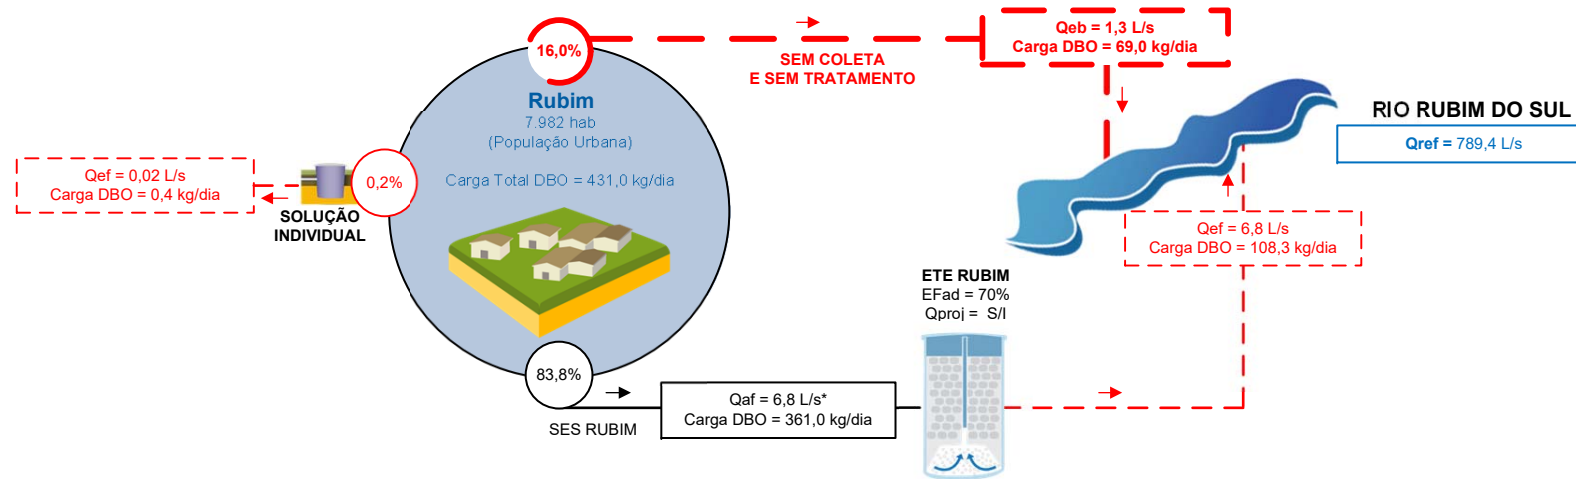 16,0%
SEM COLETA
E SEM TRATAMENTO
Qeb = 1,3 L/s
Carga DBO = 69,0 kg/dia
Rubim
7.982 hab
(População Urbana)
Carga Total DBO = 431,0 kg/dia
RIO RUBIM DO SUL
Qref = 789,4 L/s
Qef = 0,02 L/s
Carga DBO = 0,4 kg/dia
0,2%
SOLUÇÃO
INDIVIDUAL
Qef = 6,8 L/s
Carga DBO = 108,3 kg/dia
ETE RUBIM
EFad = 70%
Qproj = S/I
83,8%
SES RUBIM
Qaf = 6,8 L/s*
Carga DBO = 361,0 kg/dia